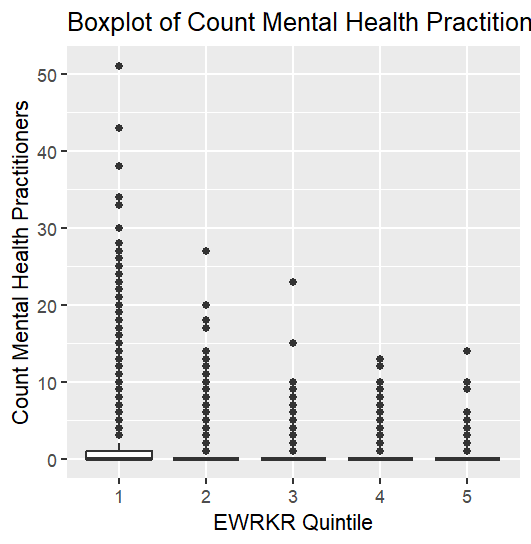 Boxplot of Count Mental Health Practition
Count Mental Health Practitioners
50
40
30
20
10
0
1 2 3 4 5
EWRKR Quintile